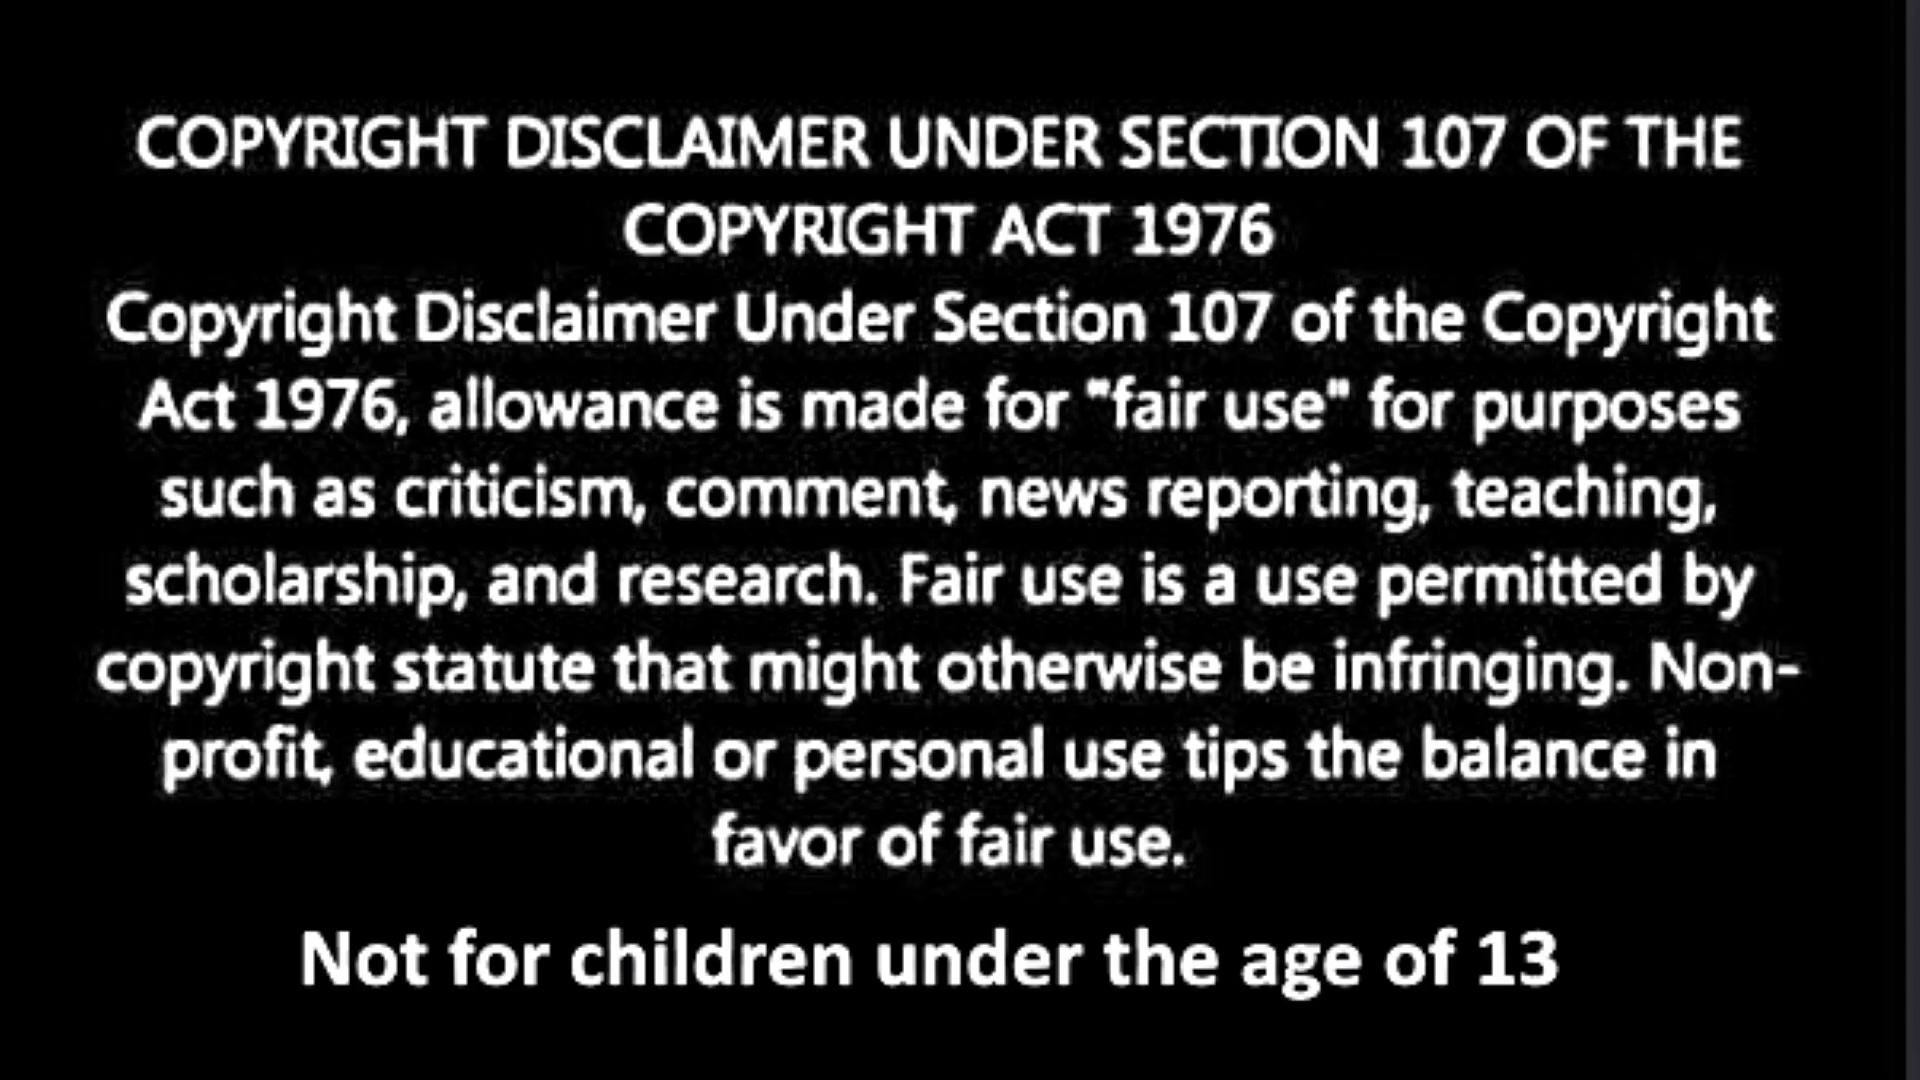 COPYRIGHT DISCLAIMER UNDER SECTION 107 OF THE
COPYRIGHT ACT 1976
Copyright Disclaimer Under Section 107 of the Copyright
Act 1976, allowance is made for "fair use" for purposes
such as criticism, comment, news reporting, teaching,
scholarship, and research. Fair use is a use permitted by
copyright statute that might otherwise be infringing. Non-
profit, educational or personal use tips the balance in
favor of fair use.
Not for children under the age of 13